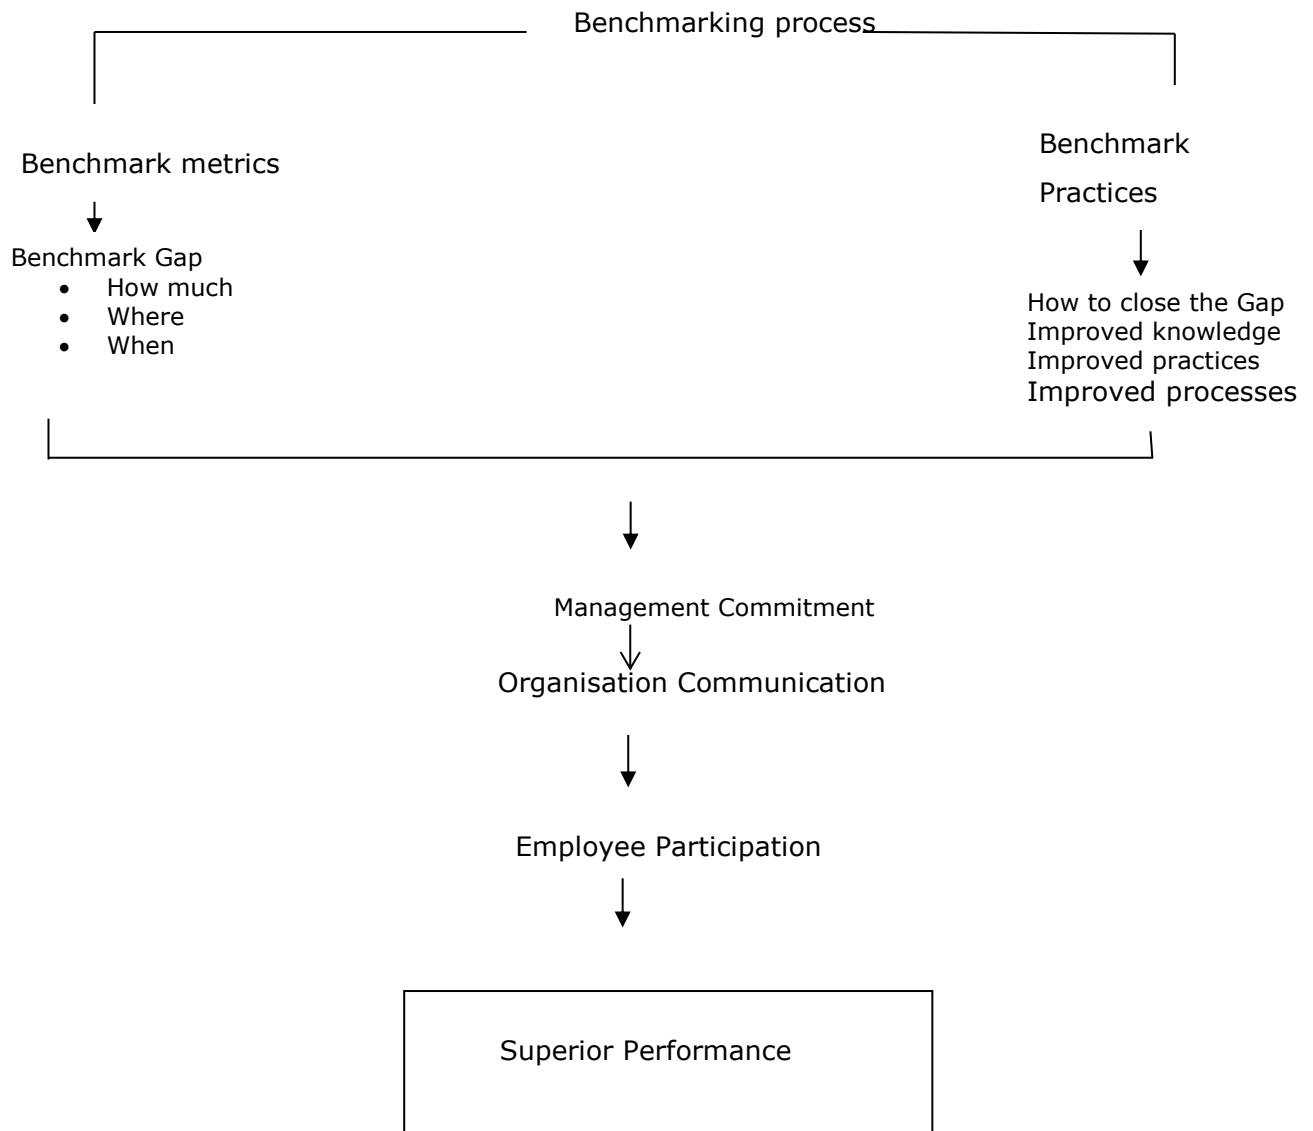 Benchmarking process
Benchmark metrics
Benchmark Gap
• How much
• Where
• When
Benchmark
Practices
How to close the Gap
Improved knowledge
Improved practices
Improved processes
Management Commitment
Organisation Communication
Employee Participation
Superior Performance